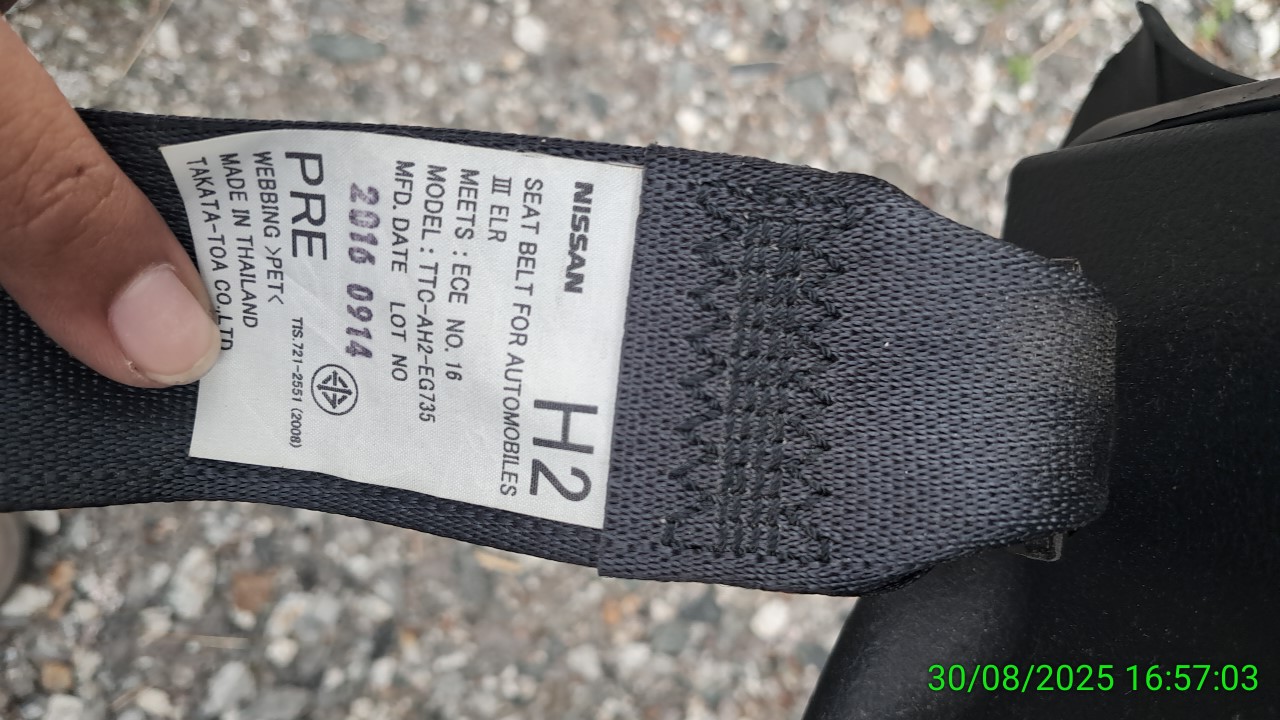 NISSAN
H2
SEAT BELT FOR AUTOMOBILES
Ⅲ ELR
MEETS : ECE NO. 16
MODEL : TTC-AH2-EG735
MFD. DATE LOT NO
2016 0914
PRE
TIS.721-2551 (2008)
WEBBING >PET<
MADE IN THAILAND
TAKATA-TOA CO.,LTD
30/08/2025 16:57:03